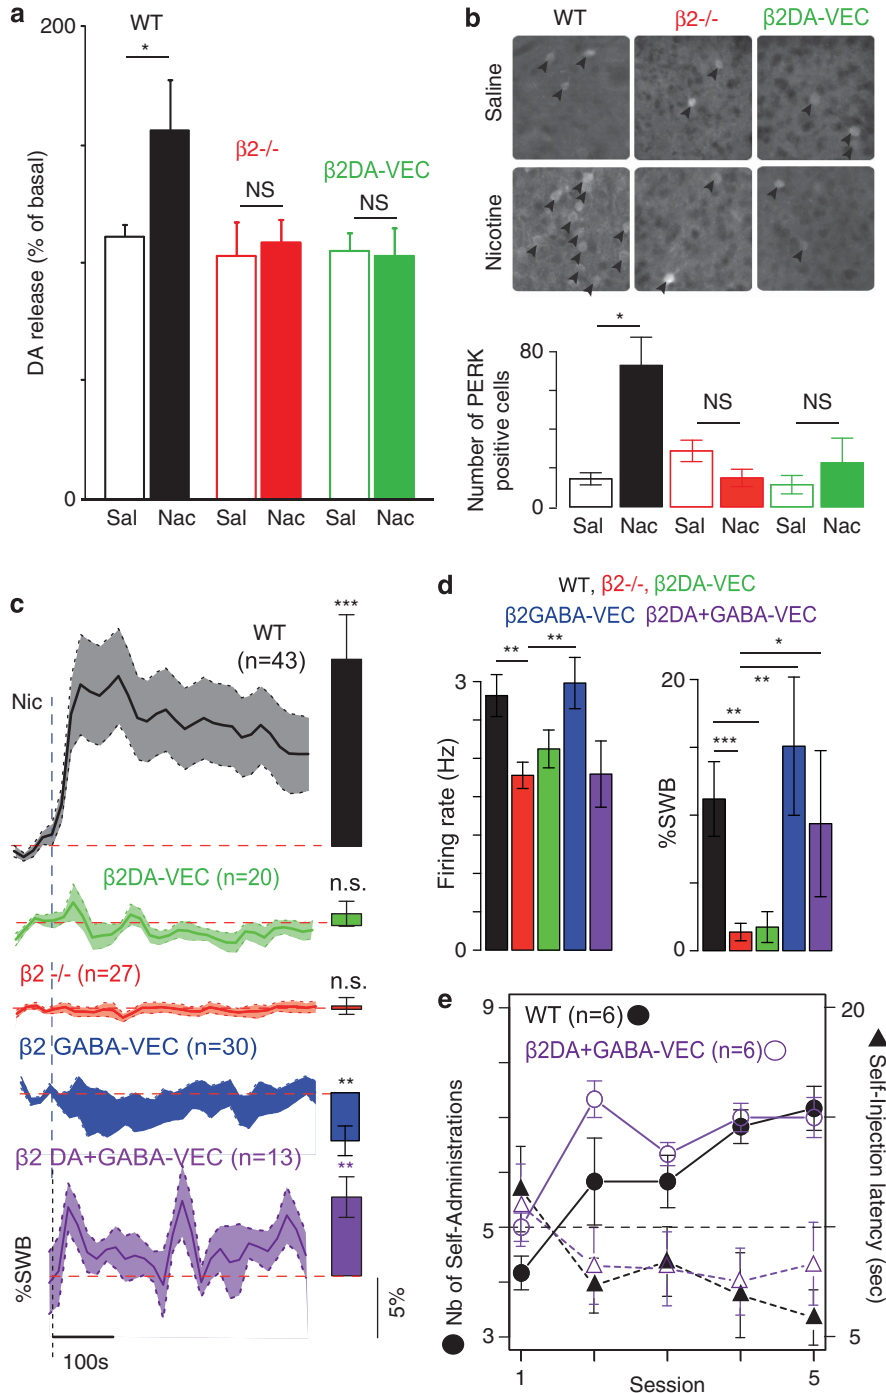 a
200
WT
*
β2-/-
NS
β2DA-VEC
NS
DA release (% of basal)
0
Sal Nac Sal Nac Sal Nac
b
WT β2-/- β2DA-VEC
Saline
Nicotine
*
80
NS NS
Number of PERK
positive cells
0
Sal Nac Sal Nac Sal Nac
c
***
WT
(n=43)
Nic
β2DA-VEC (n=20)
n.s.
β2 -/- (n=27)
n.s.
β2 GABA-VEC (n=30)
**
β2 DA+GABA-VEC (n=13)
**
%SWB
5%
100s
d
WT, β2-/-, β2DA-VEC
β2GABA-VEC β2DA+GABA-VEC
** **
3
Firing rate (Hz)
0
*
20
**
**
***
%SWB
0
e
9
20
WT (n=6)
β2DA+GABA-VEC (n=6)
Nb of Self-Administrations
Self-Injection latency (sec)
5
3
5
1 Session 5